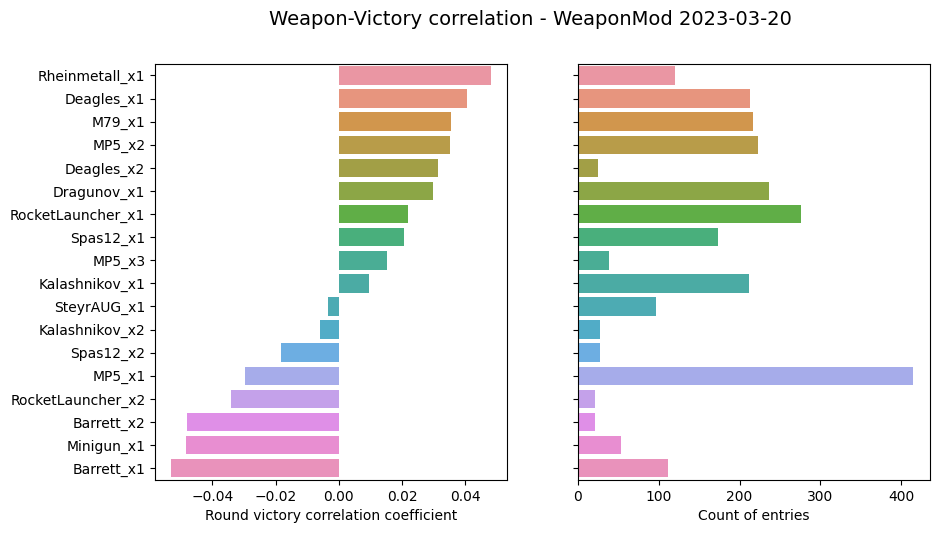 Weapon-Victory correlation - WeaponMod 2023-03-20
Rheinmetall_x1
Deagles_x1
M79_x1
MP5_x2
Deagles_x2
Dragunov_x1
RocketLauncher_x1
Spas12_x1
MP5_x3
Kalashnikov_x1
SteyrAUG_x1
Kalashnikov_x2
Spas12_x2
MP5_x1
RocketLauncher_x2
Barrett_x2
Minigun_x1
Barrett_x1
−0.04 −0.02 0.00 0.02 0.04
Round victory correlation coefficient
0 100 200 300 400
Count of entries